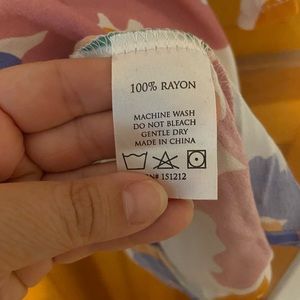 100% RAYON
MACHINE WASH
DO NOT BLEACH
GENTLE DRY
MADE IN CHINA
151212